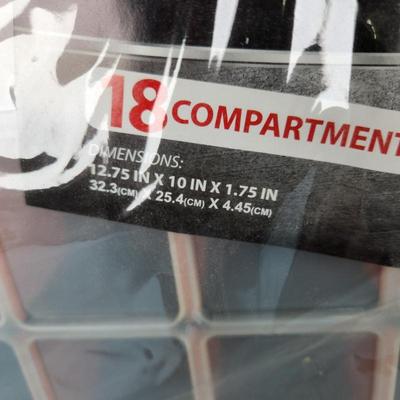 18 COMPARTMENT
DIMENSIONS:
12.75 IN X 10 IN X 1.75 IN
32.3(CM) X 25.4(CM) X 4.45(CM)